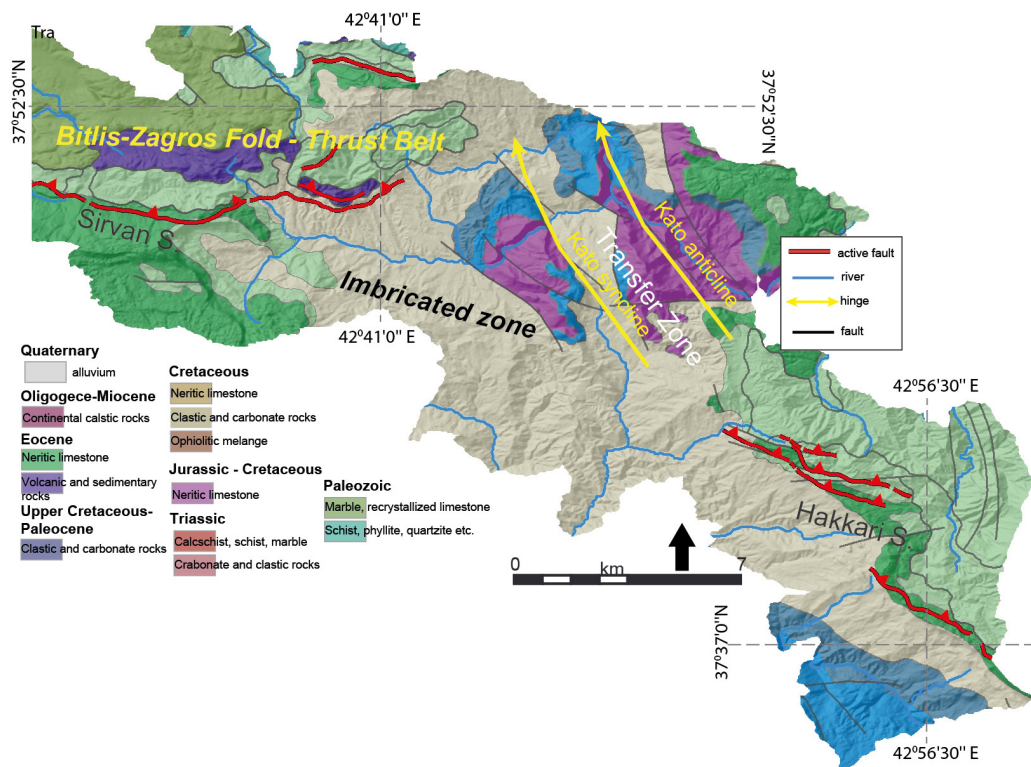 Tra
42°41'0'' E
37°52'30''N
37°52'30''N
Bitlis-Zagros Fold - Thrust Belt
Sirvan S.
Kato anticline
Kato syncline
Transfer Zone
Imbricated zone
active fault
river
hinge
fault
42°41'0'' E
42°56'30'' E
Quaternary
alluvium
Oligogece-Miocene
Continental calstic rocks
Eocene
Neritic limestone
Volcanic and sedimentary
rocks
Upper Cretaceous-
Paleocene
Clastic and carbonate rocks
Cretaceous
Neritic limestone
Clastic and carbonate rocks
Ophiolitic melange
Jurassic - Cretaceous
Neritic limestone
Triassic
Calcschist, schist, marble
Crabonate and clastic rocks
Paleozoic
Marble, recrystallized limestone
Schist, phyllite, quartzite etc.
Hakkari S.
0 km 7
37°37'0''N
42°56'30'' E